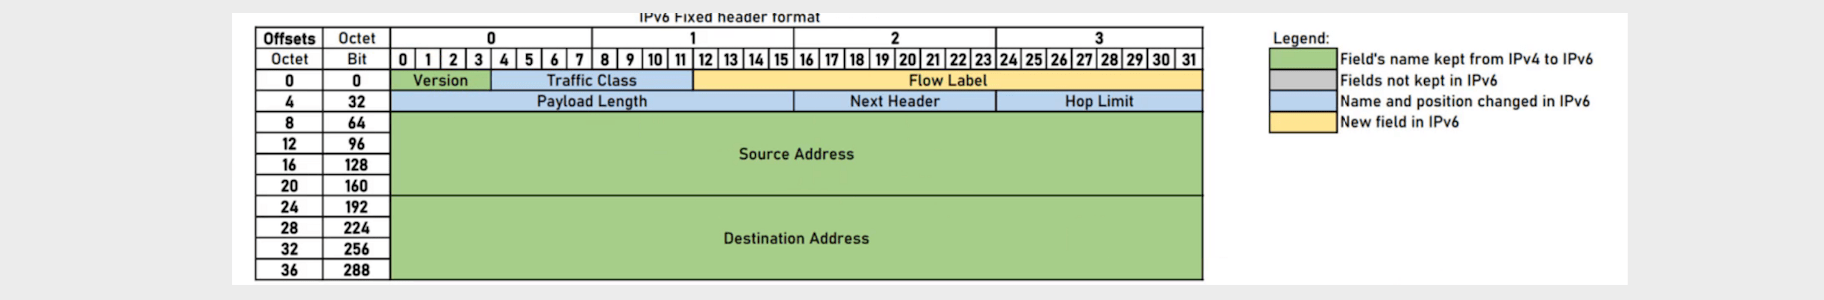 IPv6 Fixed header format
Offsets Octet 0 1 2 3
Octet Bit 0 1 2 3 4 5 6 7 8 9 10 11 12 13 14 15 16 17 18 19 20 21 22 23 24 25 26 27 28 29 30 31
0 0 Version Traffic Class Flow Label
4 32 Payload Length Next Header Hop Limit
8 64
12 96
Source Address
16 128
20 160
24 192
28 224
Destination Address
32 256
36 288
Legend:
Field's name kept from IPv4 to IPv6
Fields not kept in IPv6
Name and position changed in IPv6
New field in IPv6